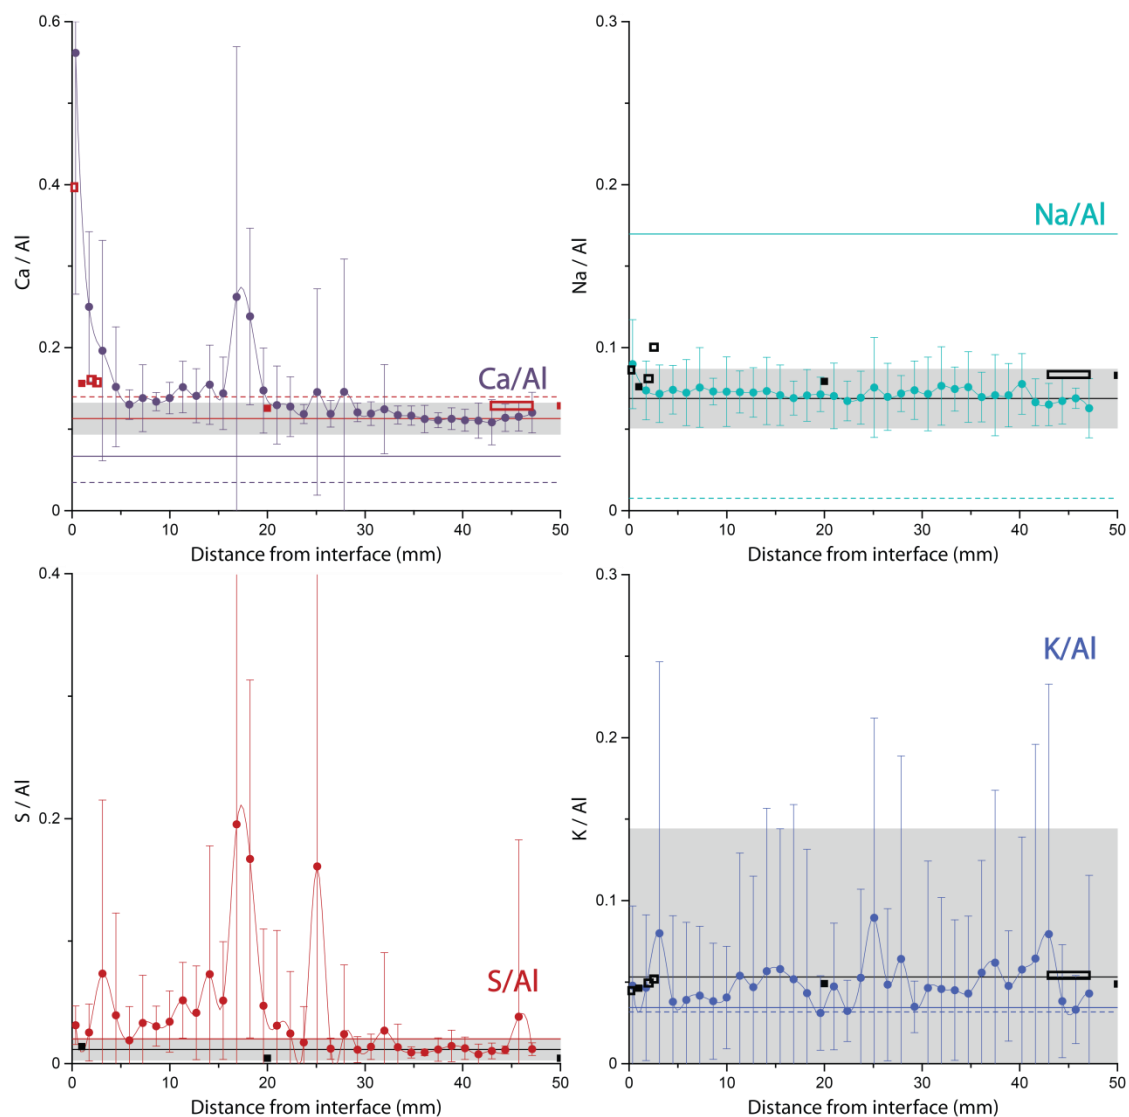 0.6
0.4
0.2
0
Ca / Al
Ca/Al
0 10 20 30 40 50
Distance from interface (mm)
0.3
0.2
0.1
0
Na / Al
Na/Al
0 10 20 30 40 50
Distance from interface (mm)
0.4
0.2
0
S / Al
S/Al
0 10 20 30 40 50
Distance from interface (mm)
0.3
0.2
0.1
0
K / Al
K/Al
0 10 20 30 40 50
Distance from interface (mm)